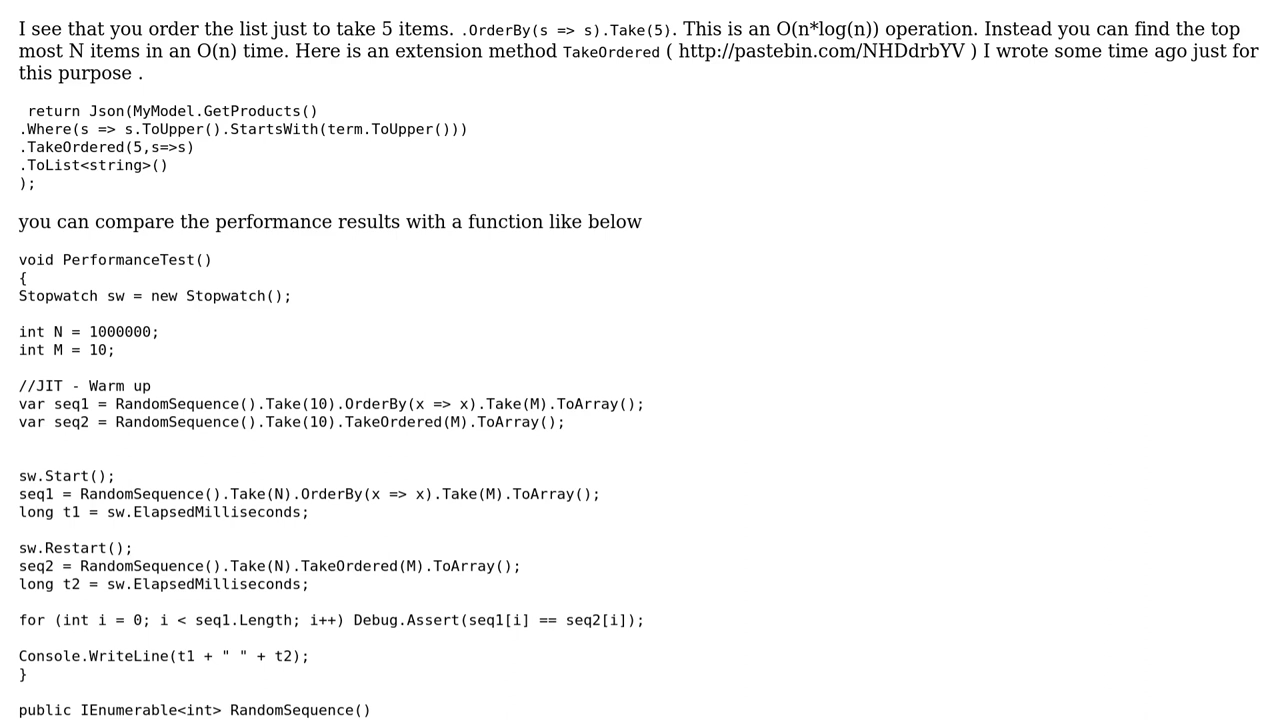 I see that you order the list just to take 5 items. .OrderBy(s => s).Take(5). This is an O(n*log(n)) operation. Instead you can find the top
most N items in an O(n) time. Here is an extension method TakeOrdered ( http://pastebin.com/NHDdrbYV ) I wrote some time ago just for
this purpose .
return Json(MyModel.GetProducts()
.Where(s => s.ToUpper().StartsWith(term.ToUpper()))
.TakeOrdered(5,s=>s)
.ToList<string>()
);
you can compare the performance results with a function like below
void PerformanceTest()
{
Stopwatch sw = new Stopwatch();
int N = 1000000;
int M = 10;
//JIT - Warm up
var seq1 = RandomSequence().Take(10).OrderBy(x => x).Take(M).ToArray();
var seq2 = RandomSequence().Take(10).TakeOrdered(M).ToArray();
sw.Start();
seq1 = RandomSequence().Take(N).OrderBy(x => x).Take(M).ToArray();
long t1 = sw.ElapsedMilliseconds;
sw.Restart();
seq2 = RandomSequence().Take(N).TakeOrdered(M).ToArray();
long t2 = sw.ElapsedMilliseconds;
for (int i = 0; i < seq1.Length; i++) Debug.Assert(seq1[i] == seq2[i]);
Console.WriteLine(t1 + " " + t2);
}
public IEnumerable<int> RandomSequence()